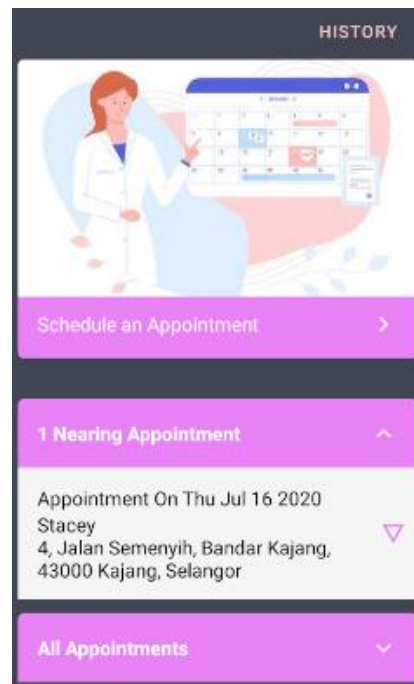 HISTORY
Schedule an Appointment
1 Nearing Appointment
Appointment On Thu Jul 16 2020
Stacey
4, Jalan Semenyih, Bandar Kajang,
43000 Kajang, Selangor
All Appointments